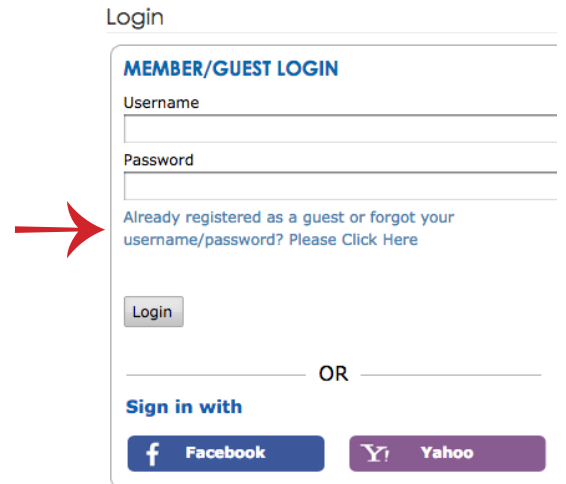 Login
MEMBER/GUEST LOGIN
Username
Password
Already registered as a guest or forgot your
username/password? Please Click Here
Login
OR
Sign in with
f Facebook
Y! Yahoo